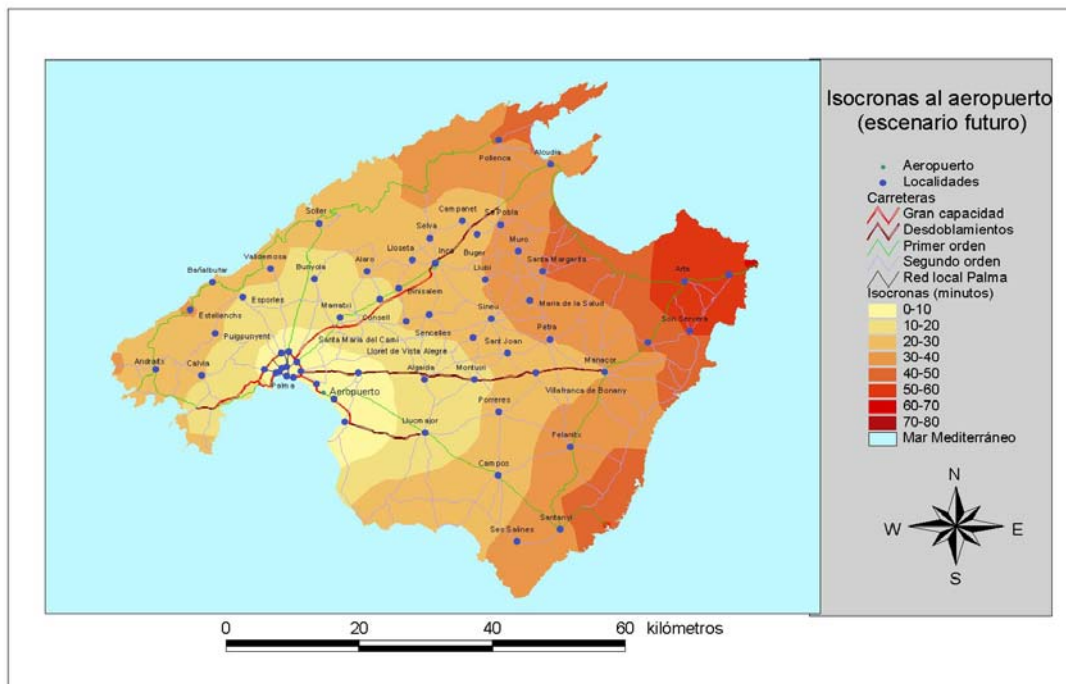 Isocronas al aeropuerto
(escenario futuro)
Aeropuerto
Localidades
Carreteras
Gran capacidad
Desdoblamientos
Primer orden
Segundo orden
Red local Palma
Isocronas (minutos)
0-10
10-20
20-30
30-40
40-50
50-60
60-70
70-80
Mar Mediterráneo
N
W
E
S
Pollenca
Alcudia
Soller
Campanet
Sa Pobla
Selva
Muro
Buger
Lloseta
Inca
Valldemosa
Bunyola
Alaro
Llubi
Santa Margarita
Arta
Bañalbufar
Binisalem
Esporles
Estellenchs
Marratxi
Consell
Sineu
Maria de la Salud
Son Servera
Puigpunyent
Santa Maria del Cami
Sencelles
Petra
Lloret de Vista Alegre
Sant Joan
Andraitx
Calvia
Algaida
Montuiri
Manacor
Palma
Aeropuerto
Villafranca de Bonany
Porreres
Llucmajor
Felanitx
Campos
Santanyi
Ses Salines
0
20
40
60
kilómetros